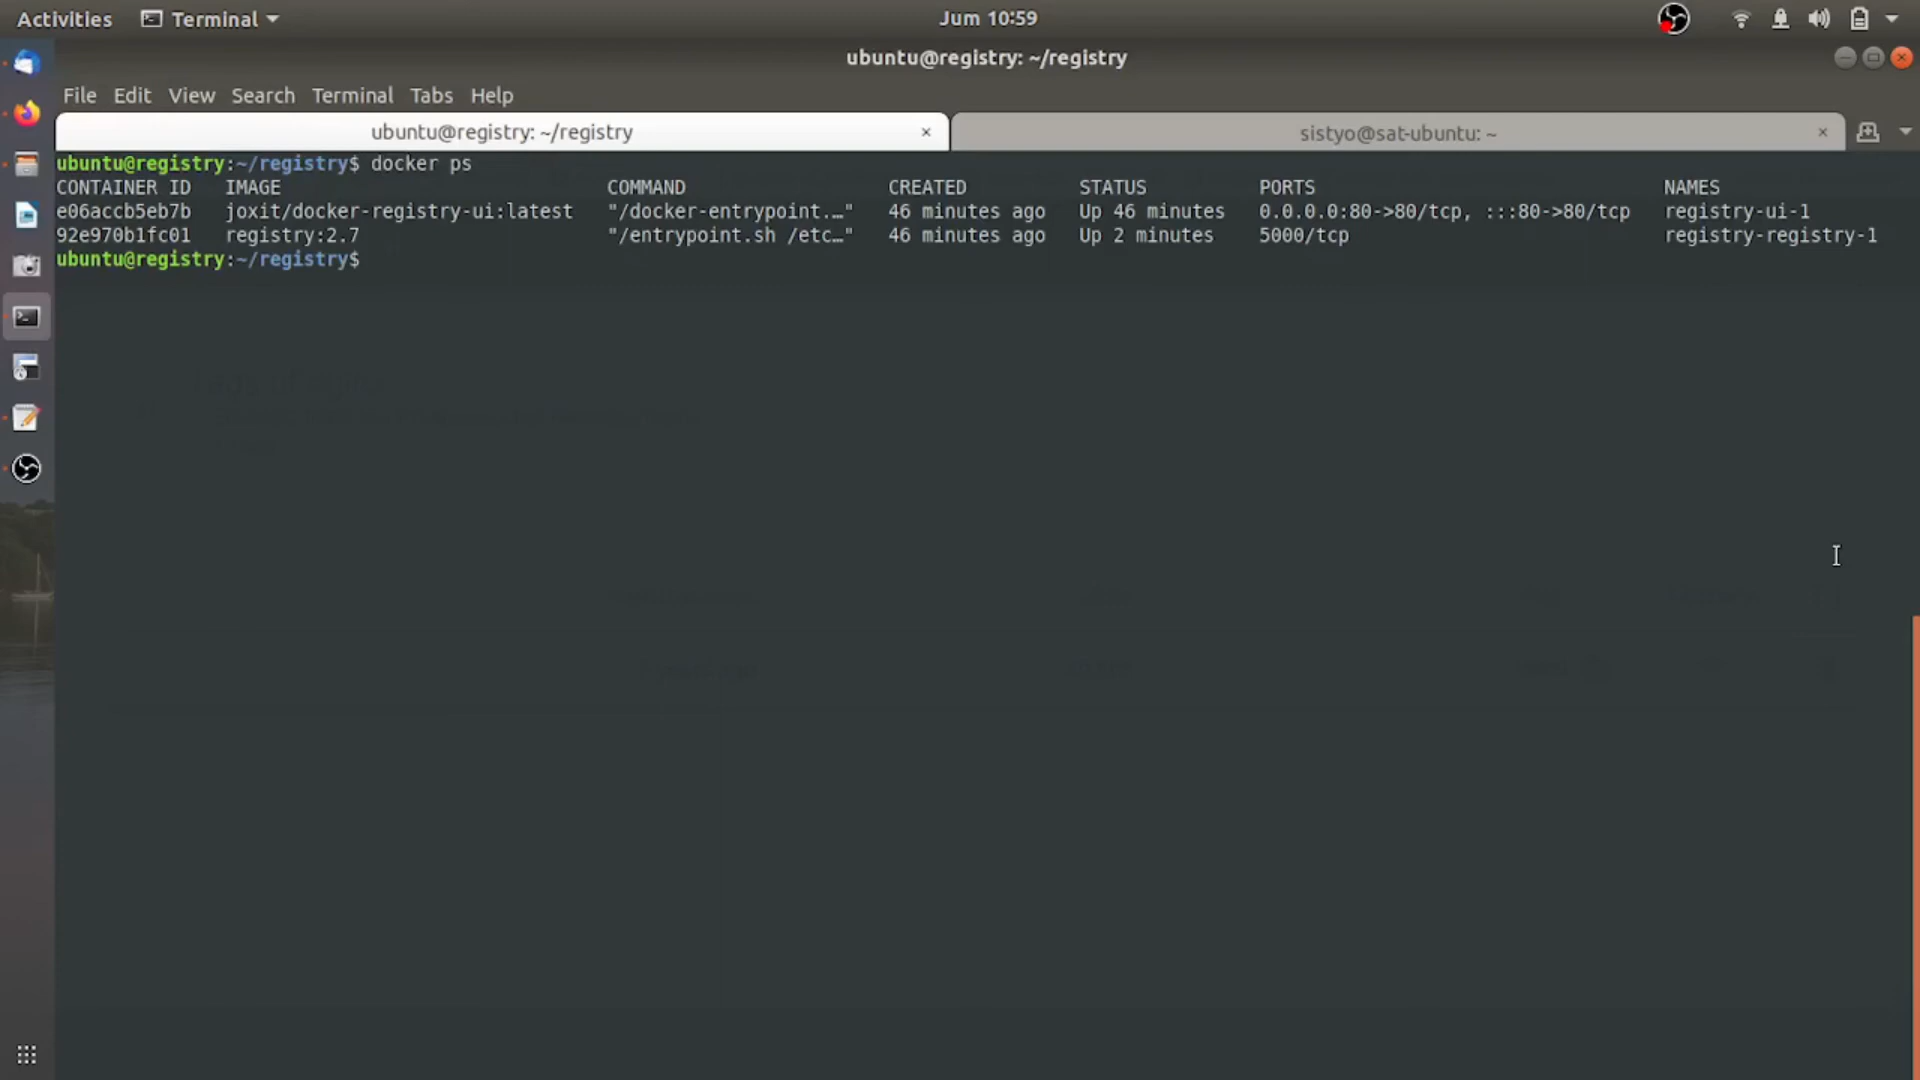 Activities Terminal Jum 10:59
ubuntu@registry: ~/registry
File Edit View Search Terminal Tabs Help
ubuntu@registry: ~/registry × sistyo@sat-ubuntu: ~ ×
ubuntu@registry:~/registry$ docker ps
CONTAINER ID IMAGE COMMAND CREATED STATUS PORTS NAMES
e06accb5eb7b joxit/docker-registry-ui:latest "/docker-entrypoint.…" 46 minutes ago Up 46 minutes 0.0.0.0:80->80/tcp, :::80->80/tcp registry-ui-1
92e970b1fc01 registry:2.7 "/entrypoint.sh /etc…" 46 minutes ago Up 2 minutes 5000/tcp registry-registry-1
ubuntu@registry:~/registry$